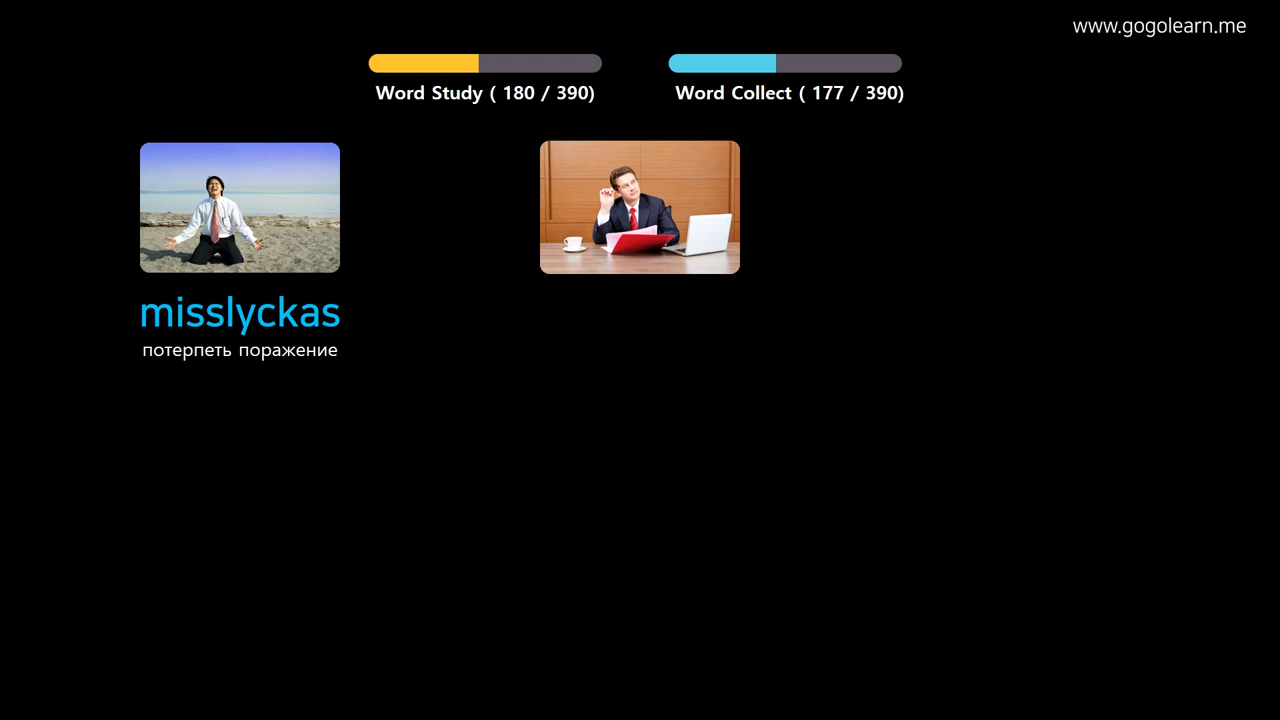 www.gogolearn.me
Word Study ( 180 / 390)
Word Collect ( 177 / 390)
misslyckas
потерпеть поражение